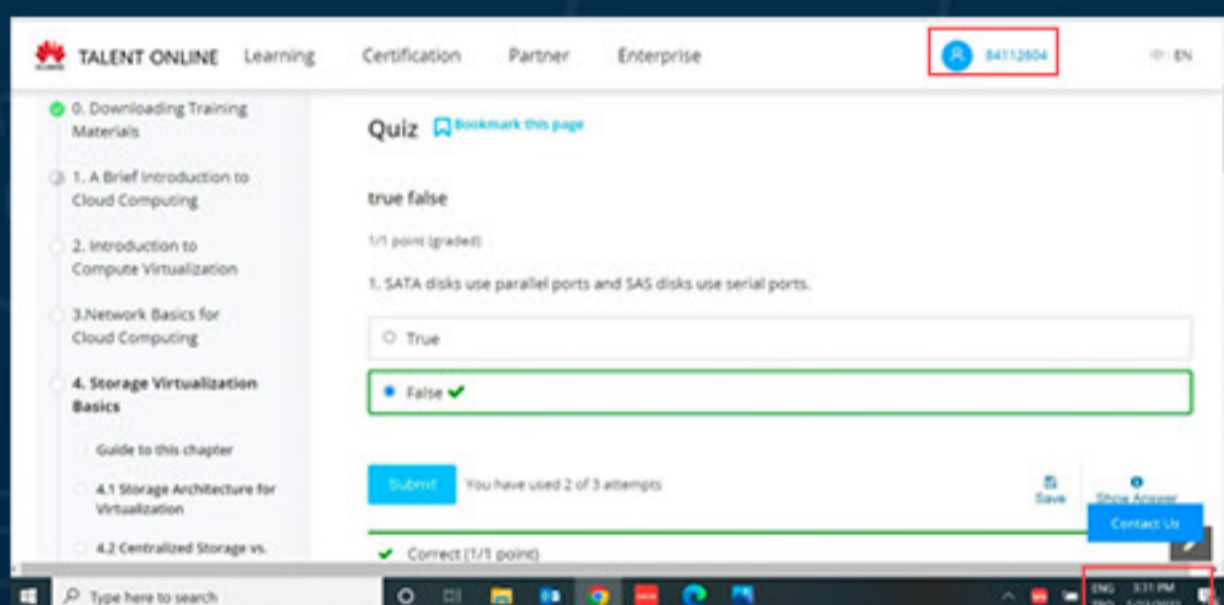 TALENT ONLINE Learning Certification Partner Enterprise 84112604 EN
0. Downloading Training
Materials
1. A Brief Introduction to
Cloud Computing
2. Introduction to
Compute Virtualization
3.Network Basics for
Cloud Computing
4. Storage Virtualization
Basics
Guide to this chapter
4.1 Storage Architecture for
Virtualization
4.2 Centralized Storage vs.
Quiz Bookmark this page
true false
1/1 point (graded)
1. SATA disks use parallel ports and SAS disks use serial ports.
True
False
Submit You have used 2 of 3 attempts
Save Show Answer
Contact Us
Correct (1/1 point)
Type here to search
ENG 3:31 PM